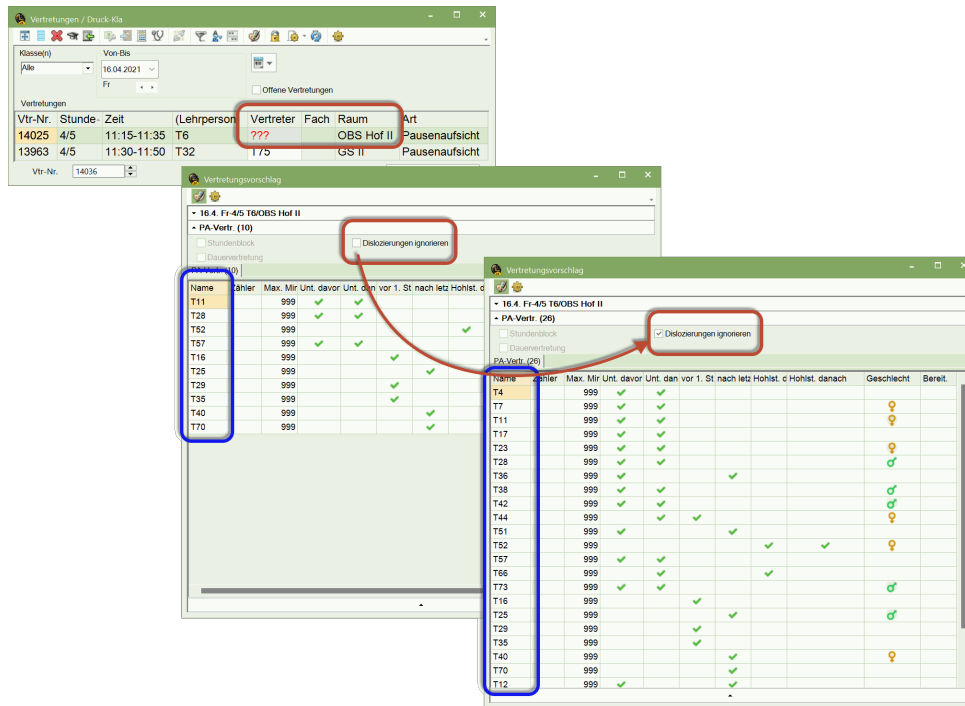 Vertretungen / Druck-Kla
Klasse(n)
Von-Bis
Alle
16.04.2021
Fr
Offene Vertretungen
Vertretungen
Vtr-Nr. Stunde Zeit (Lehrperson Vertreter Fach Raum Art
14025 4/5 11:15-11:35 T6 ??? OBS Hof II Pausenaufsicht
13963 4/5 11:30-11:50 T32 T75 GS II Pausenaufsicht
Vtr-Nr. 14036
Vertretungsvorschlag
16.4. Fr-4/5 T6/OBS Hof II
PA-Vertr. (10)
Stundenblock
Dislozierungen ignorieren
Dauervertretung
PA-Vertr. (10)
Name Zähler Max. Mir Unt. davor Unt. dan vor 1. St nach letz Hohlst. d
T11 999
T28 999
T52 999
T57 999
T16 999
T25 999
T29 999
T35 999
T40 999
T70 999
Vertretungsvorschlag
16.4. Fr-4/5 T6/OBS Hof II
PA-Vertr. (26)
Stundenblock
Dislozierungen ignorieren
Dauervertretung
PA-Vertr. (26)
Name Zähler Max. Mir Unt. davor Unt. dan vor 1. St nach letz Hohlst. d Hohlst. danach Geschlecht Bereit.
T4 999
T7 999
T11 999
T17 999
T23 999
T28 999
T36 999
T38 999
T42 999
T44 999
T51 999
T52 999
T57 999
T66 999
T73 999
T16 999
T25 999
T29 999
T35 999
T40 999
T70 999
T12 999